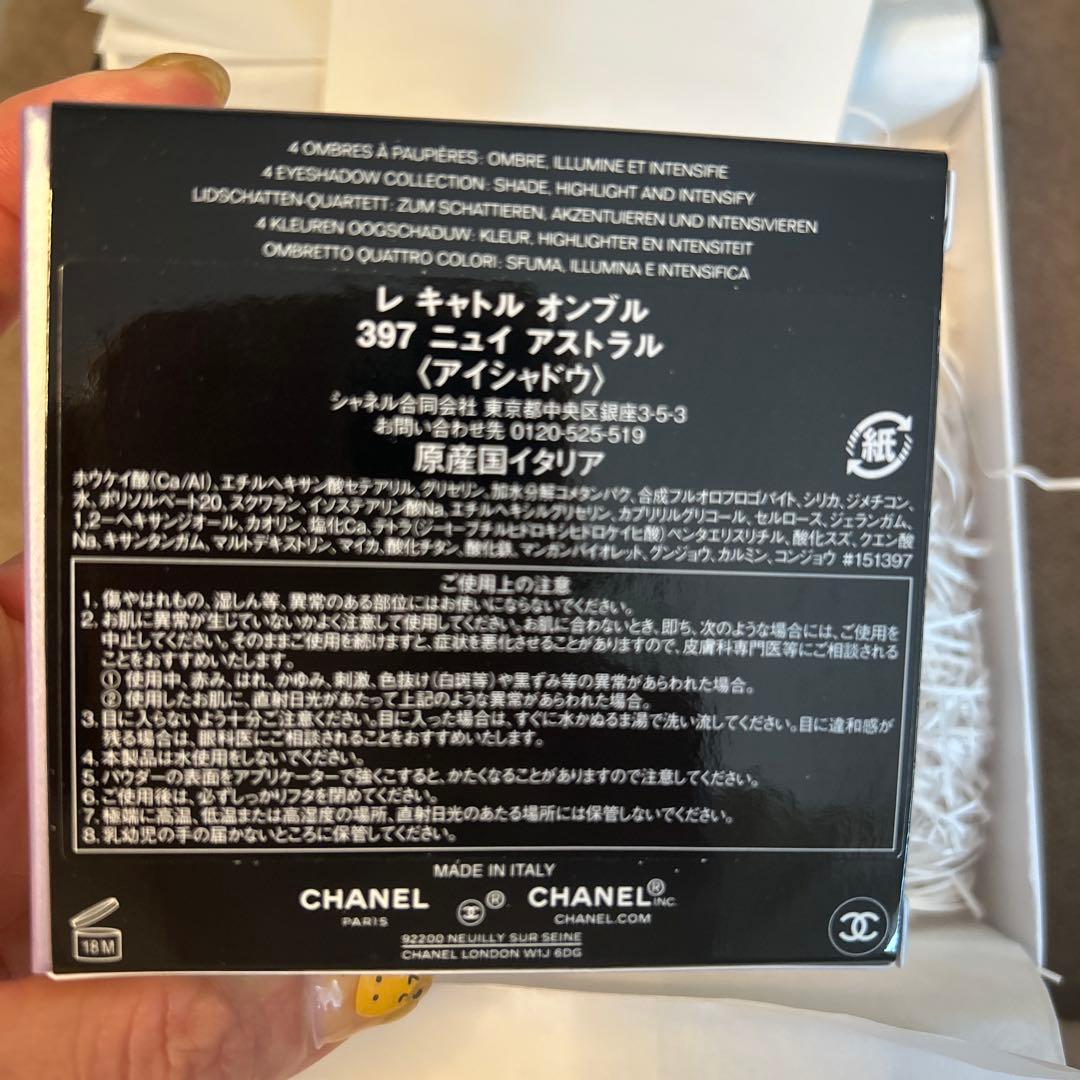 4 OMBRES À PAUPIÈRES: OMBRE, ILLUMINE ET INTENSIFIE
4 EYESHADOW COLLECTION: SHADE, HIGHLIGHT AND INTENSIFY
LIDSCHATTEN-QUARTETT: ZUM SCHATTIEREN, AKZENTUIEREN UND INTENSIVIEREN
4 KLEUREN OOGSCHADUW: KLEUR, HIGHLIGHTER EN INTENSITEIT
OMBRETTO QUATTRO COLORI: SFUMA, ILLUMINA E INTENSIFICA
レ キャトル オンブル
397 ニュイ アストラル
〈アイシャドウ〉
シャネル合同会社 東京都中央区銀座3-5-3
お問い合わせ先 0120-525-519
原産国イタリア
紙
ホウケイ酸(Ca/Al)、エチルヘキサン酸セテアリル、グリセリン、加水分解コメタンパク、合成フルオロフロゴパイト、シリカ、ジメチコン、
水、ポリソルベート20、スクワラン、イソステアリン酸Na、エチルヘキシルグリセリン、カプリリルグリコール、セルロース、ジェランガム、
1,2-ヘキサンジオール、カオリン、塩化Ca、テトラ(ジ-t-ブチルヒドロキシヒドロケイヒ酸)ペンタエリスリチル、酸化スズ、クエン酸
Na、キサンタンガム、マルトデキストリン、マイカ、酸化チタン、酸化鉄、マンガンバイオレット、グンジョウ、カルミン、コンジョウ #151397
ご使用上の注意
1. 傷やはれもの、湿しん等、異常のある部位にはお使いにならないでください。
2. お肌に異常が生じていないかよく注意して使用してください。お肌に合わないとき、即ち、次のような場合には、ご使用を
中止してください。そのままご使用を続けますと、症状を悪化させることがありますので、皮膚科専門医等にご相談される
ことをおすすめいたします。
① 使用中、赤み、はれ、かゆみ、刺激、色抜け(白斑等)や黒ずみ等の異常があらわれた場合。
② 使用したお肌に、直射日光があたって上記のような異常があらわれた場合。
3. 目に入らないよう十分ご注意ください。目に入った場合は、すぐに水かぬるま湯で洗い流してください。目に違和感が
残る場合は、眼科医にご相談されることをおすすめいたします。
4. 本製品は水使用をしないでください。
5. パウダーの表面をアプリケーターで強くこすると、かたくなることがありますので注意してください。
6. ご使用後は、必ずしっかりフタを閉めてください。
7. 極端に高温、低温または高湿度の場所、直射日光のあたる場所には保管しないでください。
8. 乳幼児の手の届かないところに保管してください。
MADE IN ITALY
CHANEL ® CHANEL® INC.
PARIS CHANEL.COM
92200 NEUILLY SUR SEINE
CHANEL LONDON W1J 6DG
18M